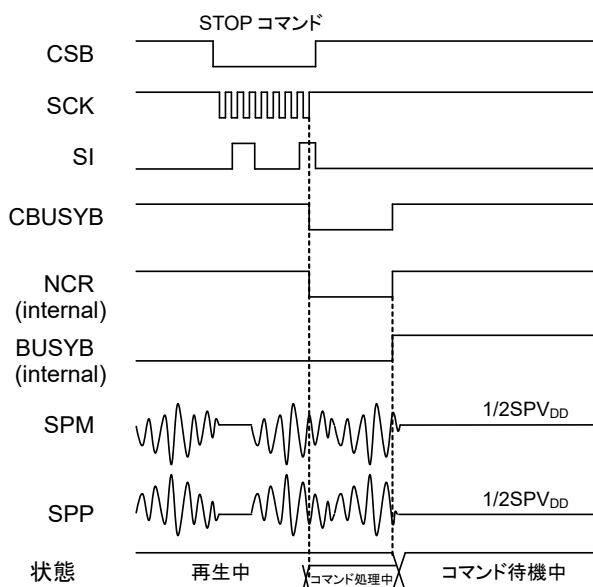 STOP コマンド
CSB
SCK
SI
CBUSYB
NCR
(internal)
BUSYB
(internal)
SPM
1/2SPVDD
SPP
1/2SPVDD
状態
再生中
コマンド処理中
コマンド待機中